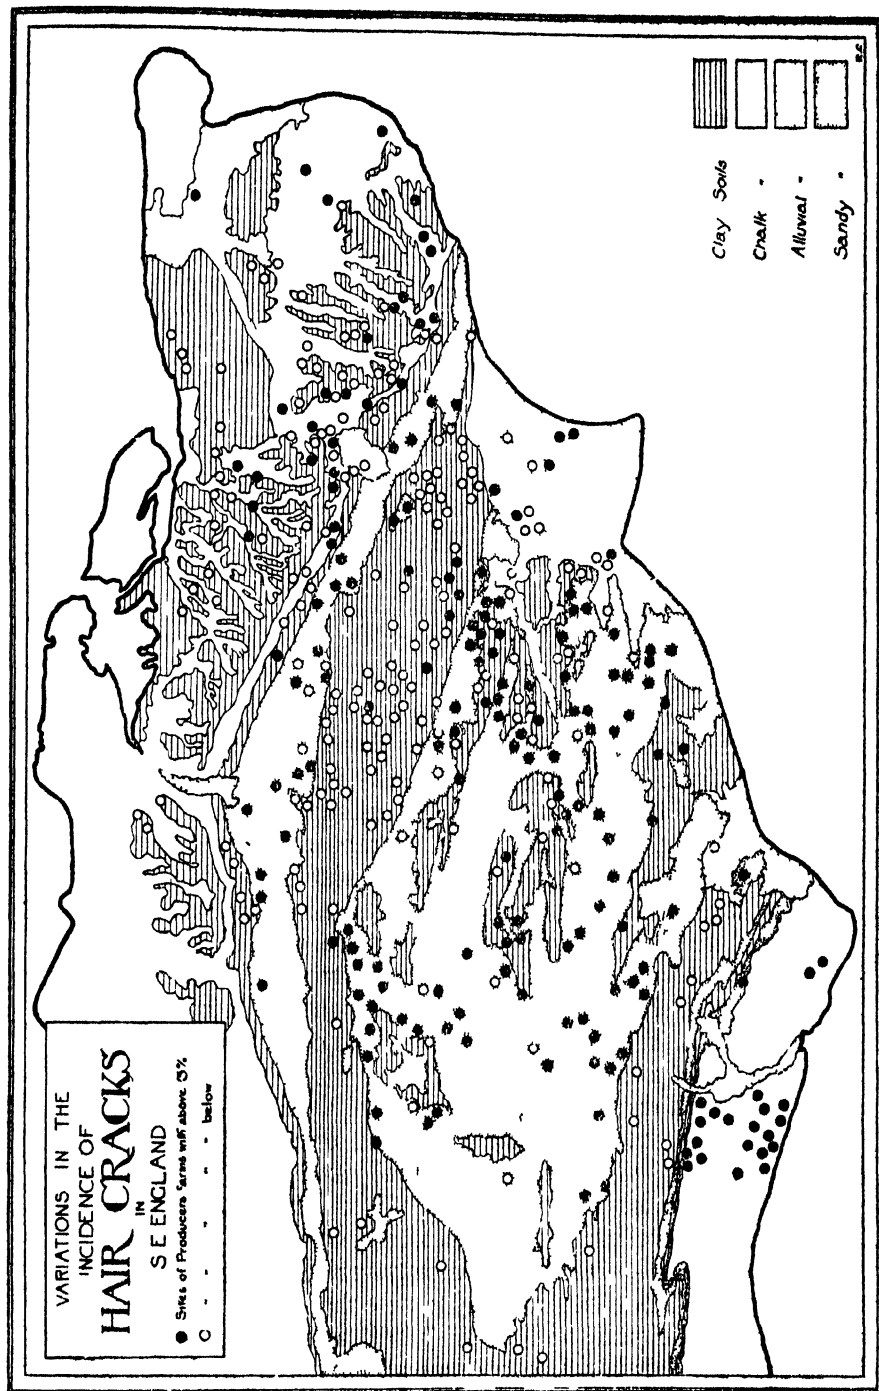 VARIATIONS IN THE
INCIDENCE OF
HAIR CRACKS
IN
S E ENGLAND
● Sites of Producers Farms with above 3%
○ - - - - - below
Clay Soils
Chalk "
Alluvial "
Sandy "